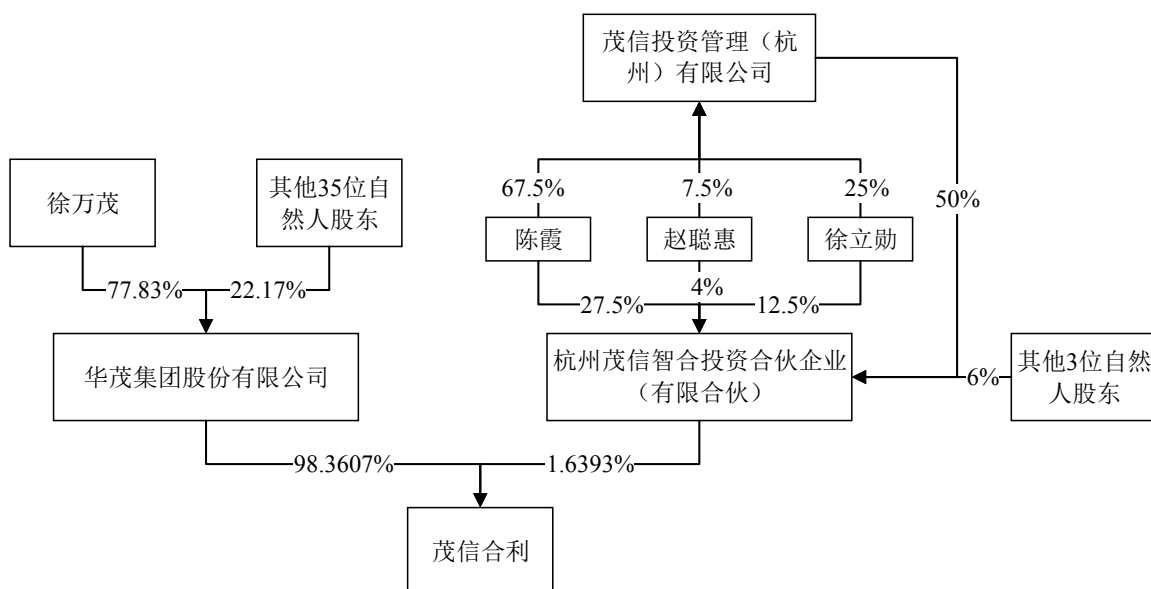 茂信投资管理（杭
州）有限公司
徐万茂
其他35位自
然人股东
67.5%
7.5%
25%
50%
陈霞
赵聪惠
徐立勋
77.83%
22.17%
27.5%
4%
12.5%
华茂集团股份有限公司
杭州茂信智合投资合伙企业
（有限合伙）
6%
其他3位自然
人股东
98.3607%
1.6393%
茂信合利